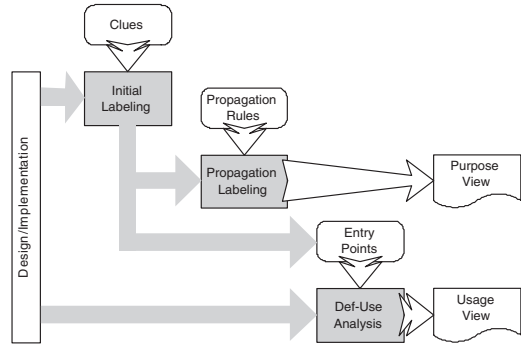 Clues
Design/Implementation
Initial
Labeling
Propagation
Rules
Propagation
Labeling
Purpose
View
Entry
Points
Def-Use
Analysis
Usage
View